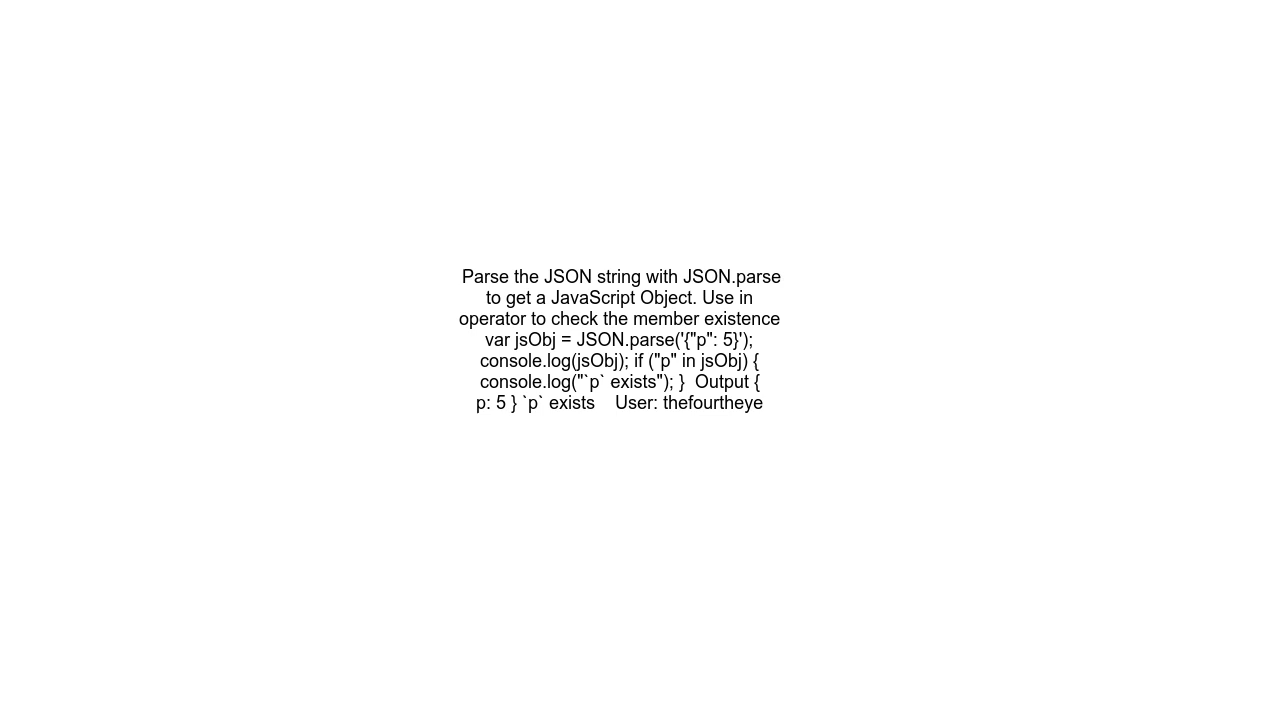 Parse the JSON string with JSON.parse
to get a JavaScript Object. Use in
operator to check the member existence
var jsObj = JSON.parse('{"p": 5}');
console.log(jsObj); if ("p" in jsObj) {
console.log("`p` exists"); }  Output {
p: 5 } `p` exists    User: thefourtheye